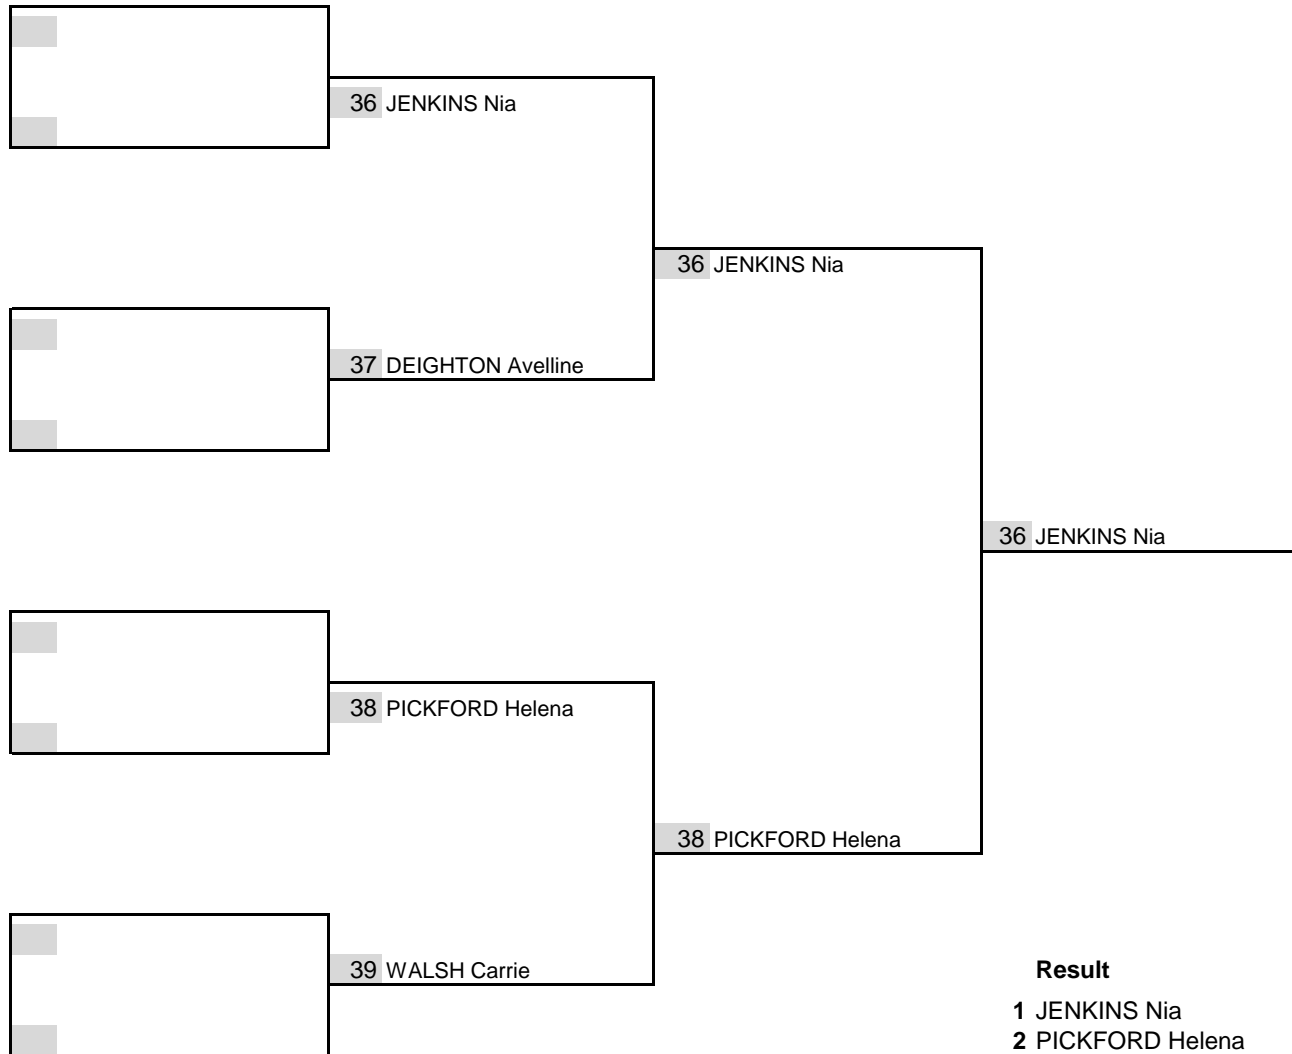 36 JENKINS Nia
36 JENKINS Nia
37 DEIGHTON Avelline
36 JENKINS Nia
38 PICKFORD Helena
38 PICKFORD Helena
39 WALSH Carrie
Result
1 JENKINS Nia
2 PICKFORD Helena